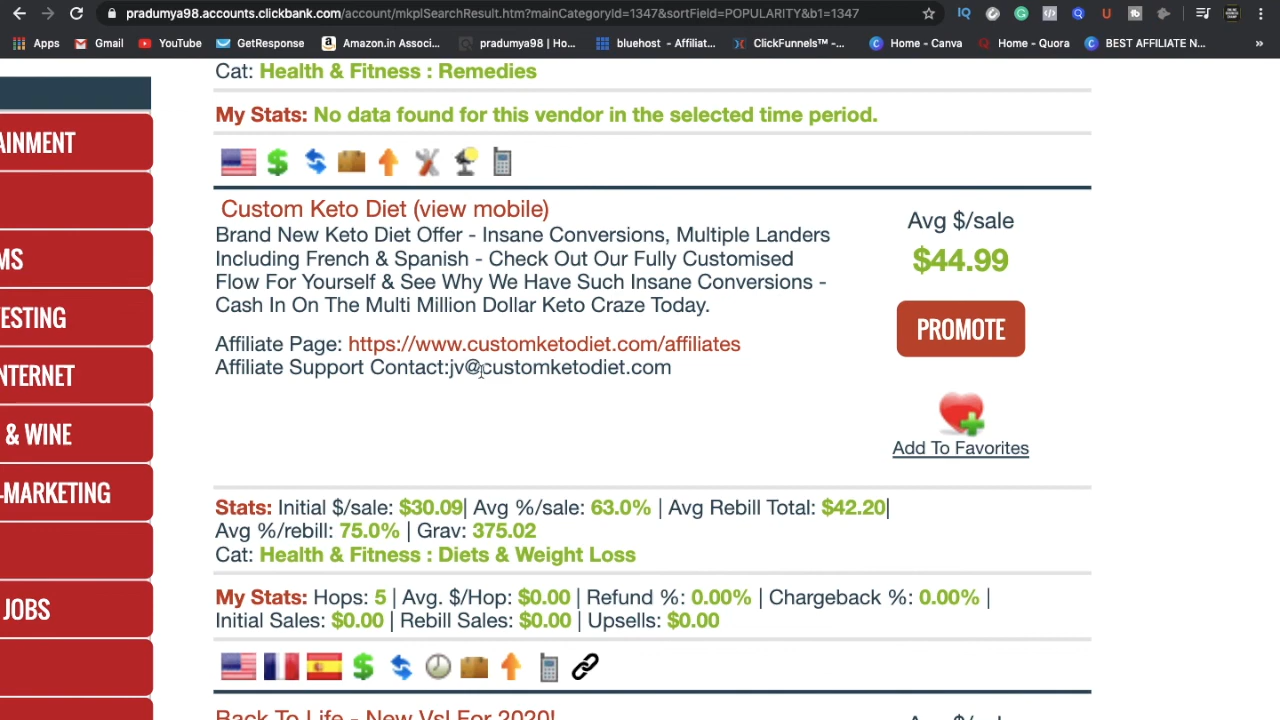 pradumya98.accounts.clickbank.com/account/mkplSearchResult.htm?mainCategoryId=1347&sortField=POPULARITY&b1=1347
Apps Gmail YouTube GetResponse Amazon.in Associ... pradumya98 | Ho... bluehost - Affiliat... ClickFunnels™ -... Home - Canva Home - Quora BEST AFFILIATE N... »
Cat: Health & Fitness : Remedies
My Stats: No data found for this vendor in the selected time period.
AINMENT
MS
ESTING
NTERNET
& WINE
-MARKETING
JOBS
Custom Keto Diet (view mobile)
Brand New Keto Diet Offer - Insane Conversions, Multiple Landers
Including French & Spanish - Check Out Our Fully Customised
Flow For Yourself & See Why We Have Such Insane Conversions -
Cash In On The Multi Million Dollar Keto Craze Today.
Affiliate Page: https://www.customketodiet.com/affiliates
Affiliate Support Contact:jv@customketodiet.com
Avg $/sale
$44.99
PROMOTE
Add To Favorites
Stats: Initial $/sale: $30.09| Avg %/sale: 63.0% | Avg Rebill Total: $42.20|
Avg %/rebill: 75.0% | Grav: 375.02
Cat: Health & Fitness : Diets & Weight Loss
My Stats: Hops: 5 | Avg. $/Hop: $0.00 | Refund %: 0.00% | Chargeback %: 0.00% |
Initial Sales: $0.00 | Rebill Sales: $0.00 | Upsells: $0.00
Back To Life - New Vsl For 2020!